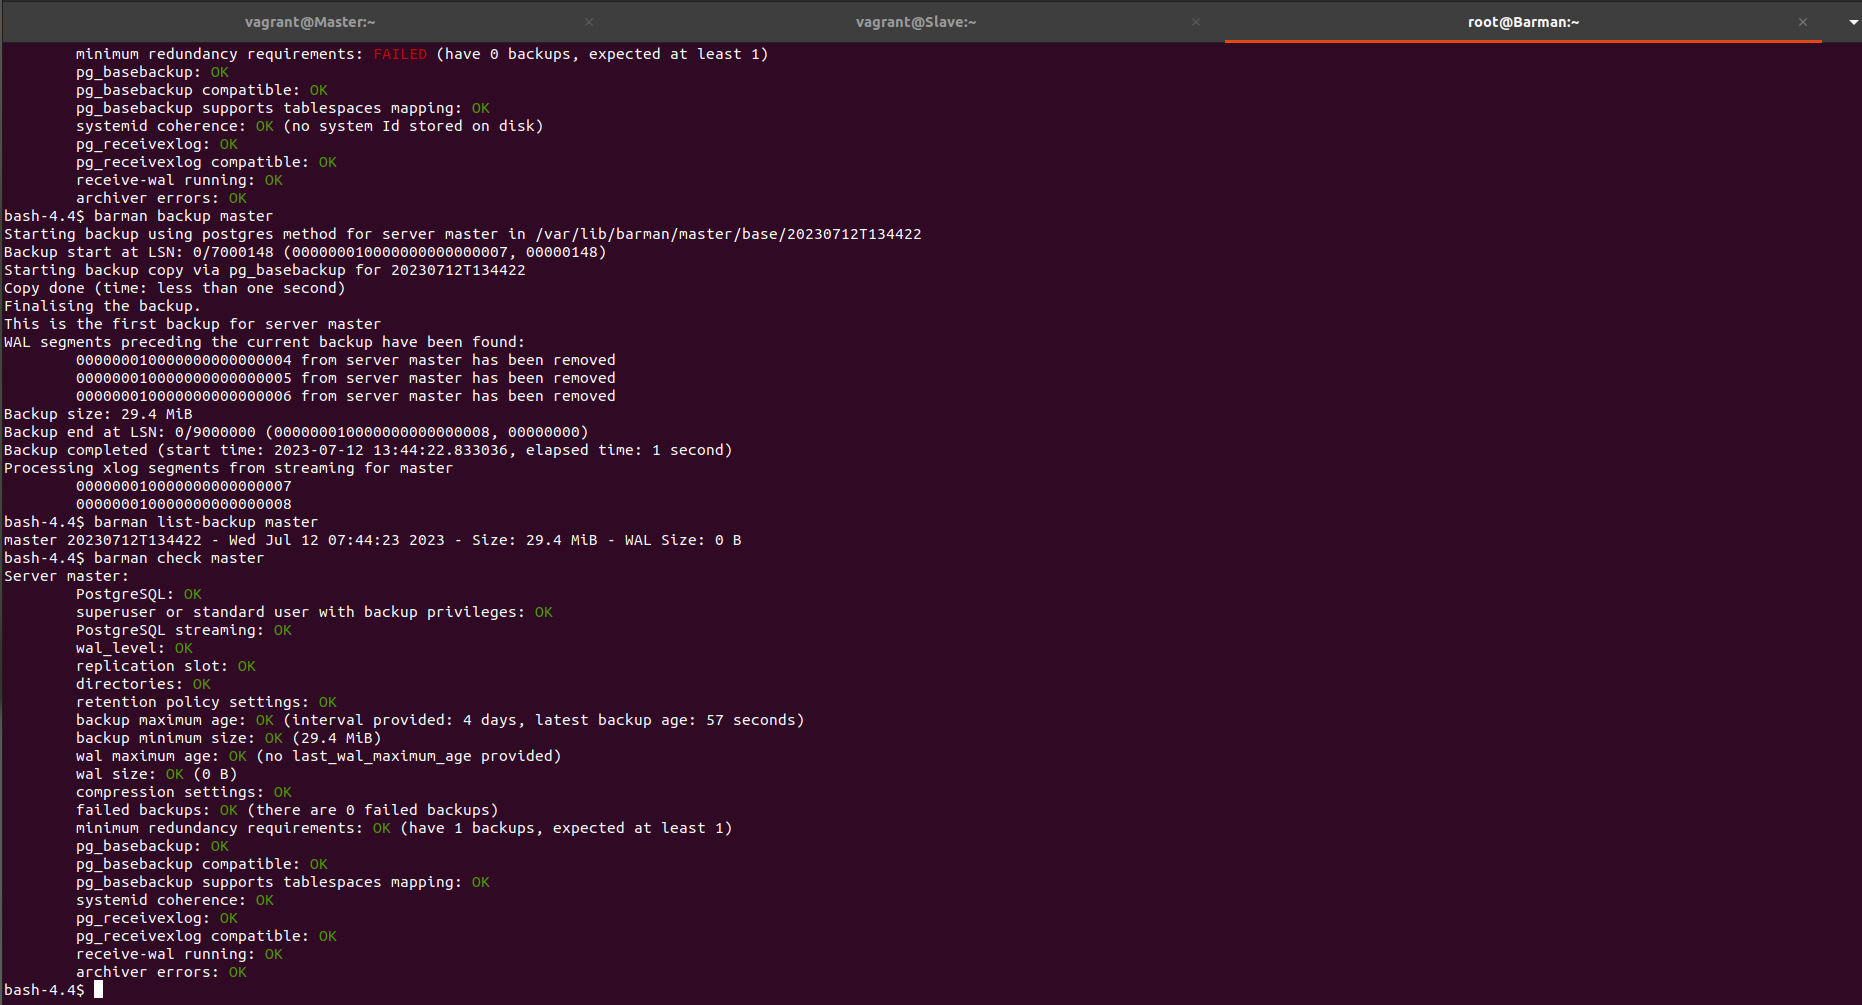 vagrant@Master:~ × vagrant@Slave:~ × root@Barman:~ ×
minimum redundancy requirements: FAILED (have 0 backups, expected at least 1)
pg_basebackup: OK
pg_basebackup compatible: OK
pg_basebackup supports tablespaces mapping: OK
systemid coherence: OK (no system Id stored on disk)
pg_receivexlog: OK
pg_receivexlog compatible: OK
receive-wal running: OK
archiver errors: OK
bash-4.4$ barman backup master
Starting backup using postgres method for server master in /var/lib/barman/master/base/20230712T134422
Backup start at LSN: 0/7000148 (000000010000000000000007, 00000148)
Starting backup copy via pg_basebackup for 20230712T134422
Copy done (time: less than one second)
Finalising the backup.
This is the first backup for server master
WAL segments preceding the current backup have been found:
000000010000000000000004 from server master has been removed
000000010000000000000005 from server master has been removed
000000010000000000000006 from server master has been removed
Backup size: 29.4 MiB
Backup end at LSN: 0/9000000 (000000010000000000000008, 00000000)
Backup completed (start time: 2023-07-12 13:44:22.833036, elapsed time: 1 second)
Processing xlog segments from streaming for master
000000010000000000000007
000000010000000000000008
bash-4.4$ barman list-backup master
master 20230712T134422 - Wed Jul 12 07:44:23 2023 - Size: 29.4 MiB - WAL Size: 0 B
bash-4.4$ barman check master
Server master:
PostgreSQL: OK
superuser or standard user with backup privileges: OK
PostgreSQL streaming: OK
wal_level: OK
replication slot: OK
directories: OK
retention policy settings: OK
backup maximum age: OK (interval provided: 4 days, latest backup age: 57 seconds)
backup minimum size: OK (29.4 MiB)
wal maximum age: OK (no last_wal_maximum_age provided)
wal size: OK (0 B)
compression settings: OK
failed backups: OK (there are 0 failed backups)
minimum redundancy requirements: OK (have 1 backups, expected at least 1)
pg_basebackup: OK
pg_basebackup compatible: OK
pg_basebackup supports tablespaces mapping: OK
systemid coherence: OK
pg_receivexlog: OK
pg_receivexlog compatible: OK
receive-wal running: OK
archiver errors: OK
bash-4.4$